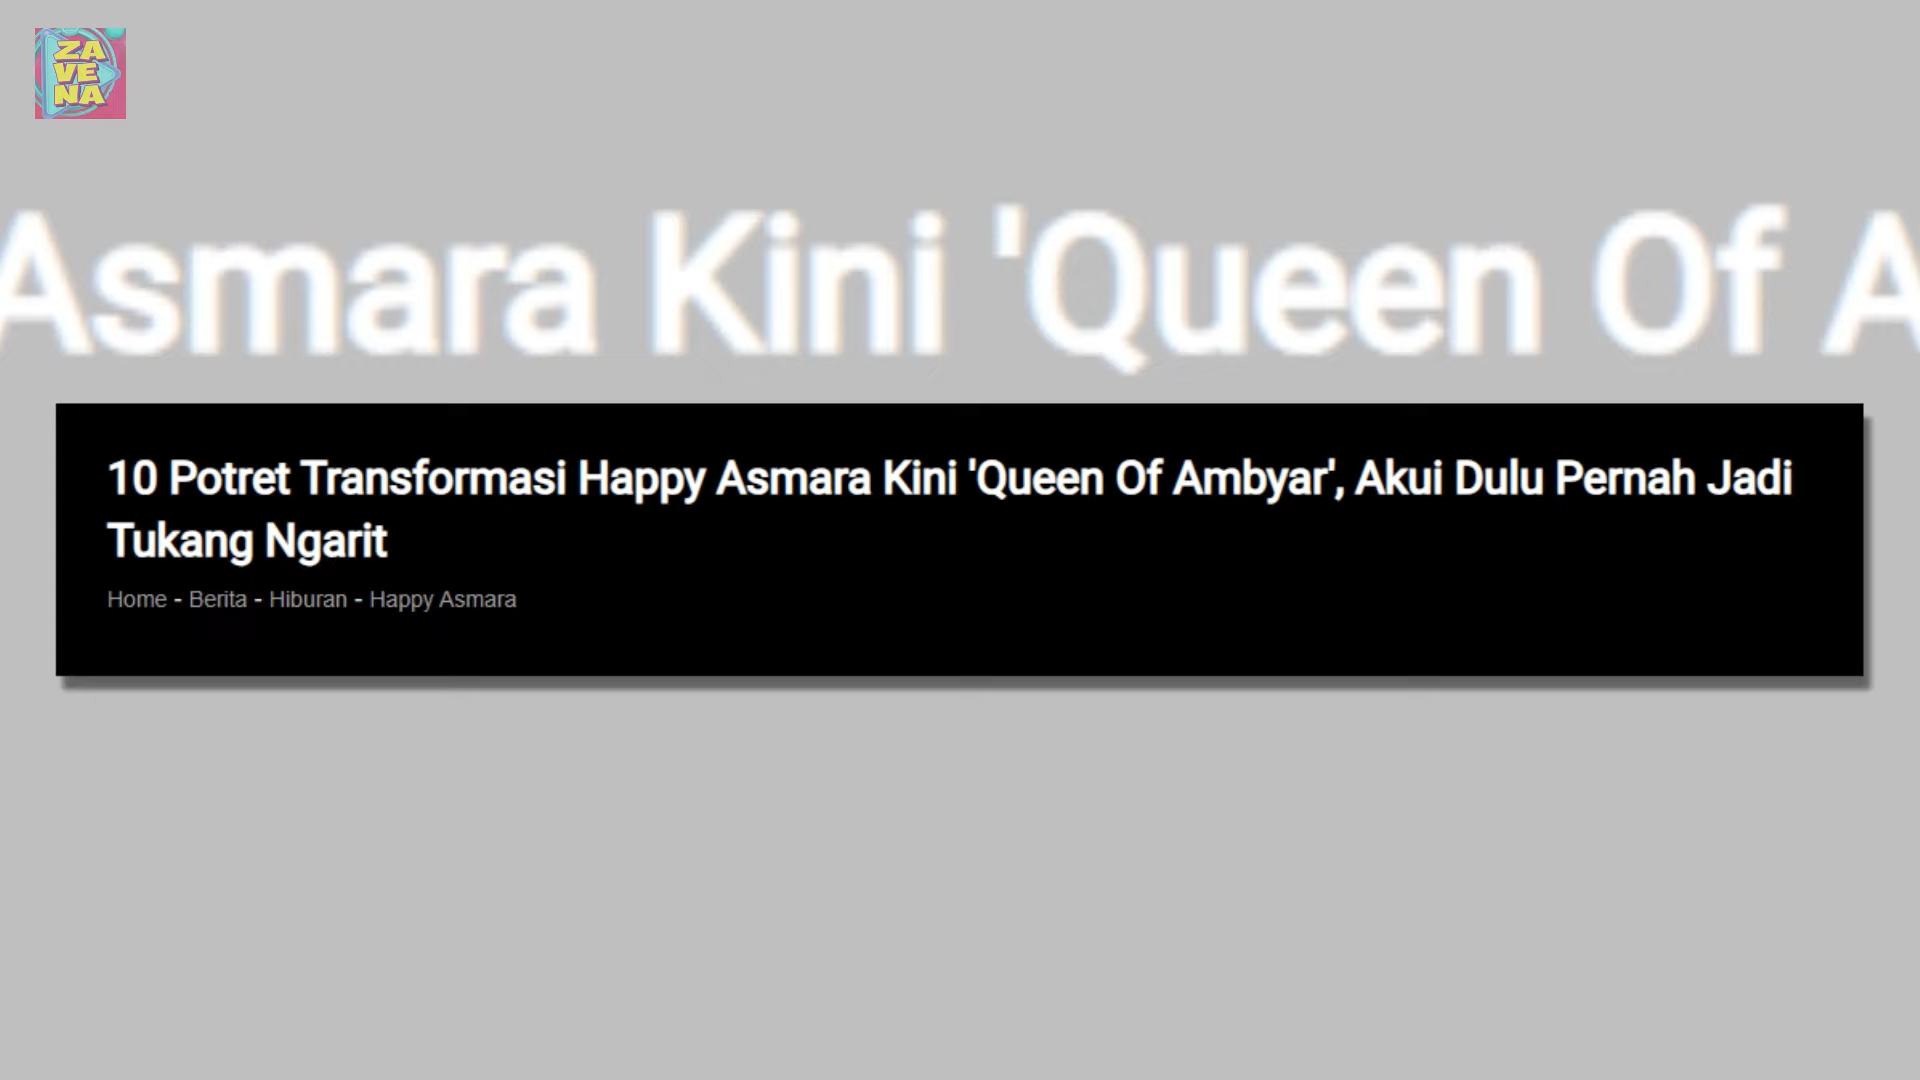 ZA
VE
NA
Asmara Kini 'Queen Of A
10 Potret Transformasi Happy Asmara Kini 'Queen Of Ambyar', Akui Dulu Pernah Jadi
Tukang Ngarit
Home - Berita - Hiburan - Happy Asmara